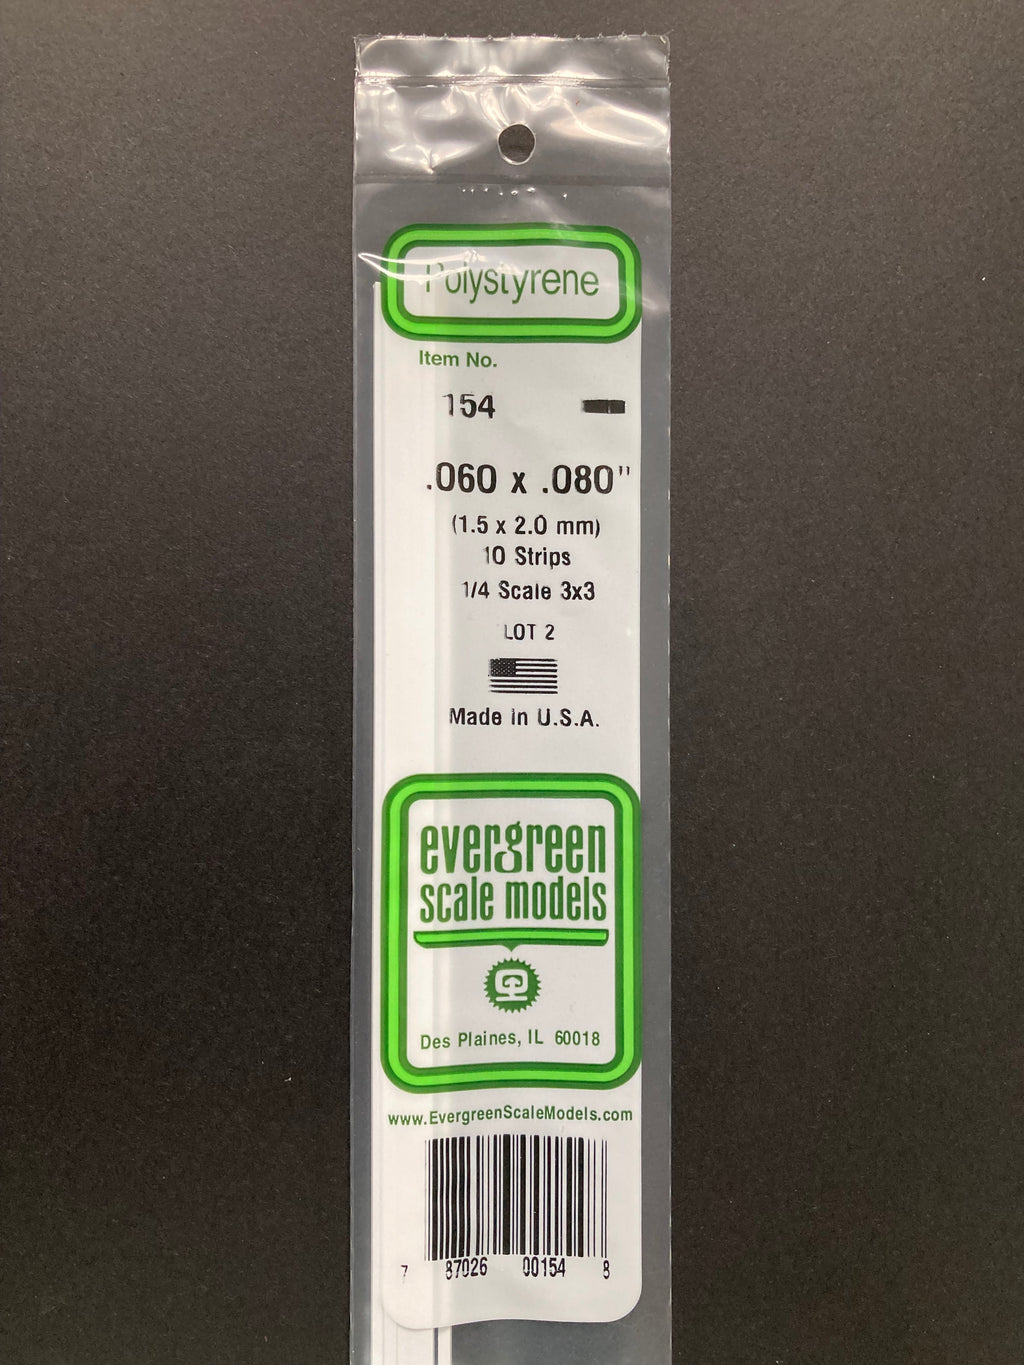 Polystyrene
Item No.
154
.060 x .080"
(1.5 x 2.0 mm)
10 Strips
1/4 Scale 3x3
LOT 2
Made in U.S.A.
evergreen
scale models
Des Plaines, IL 60018
www.EvergreenScaleModels.com
7 87026 00154 8